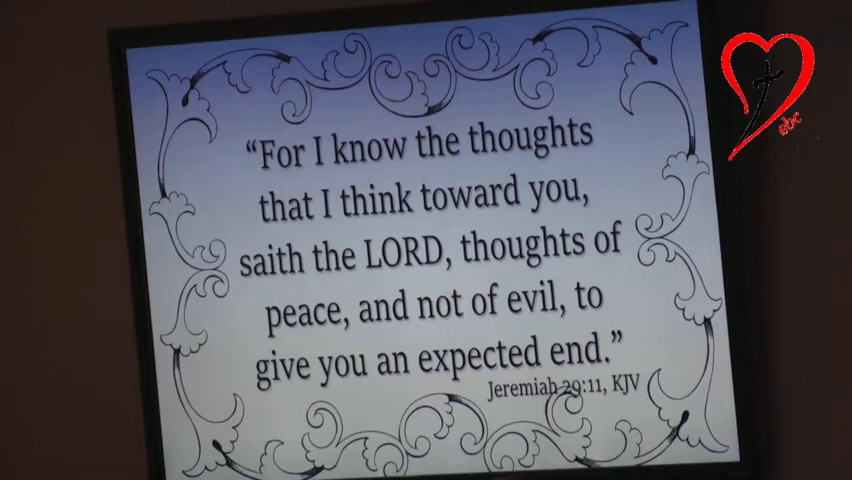 “For I know the thoughts
that I think toward you,
saith the LORD, thoughts of
peace, and not of evil, to
give you an expected end.”
Jeremiah 29:11, KJV
ebc